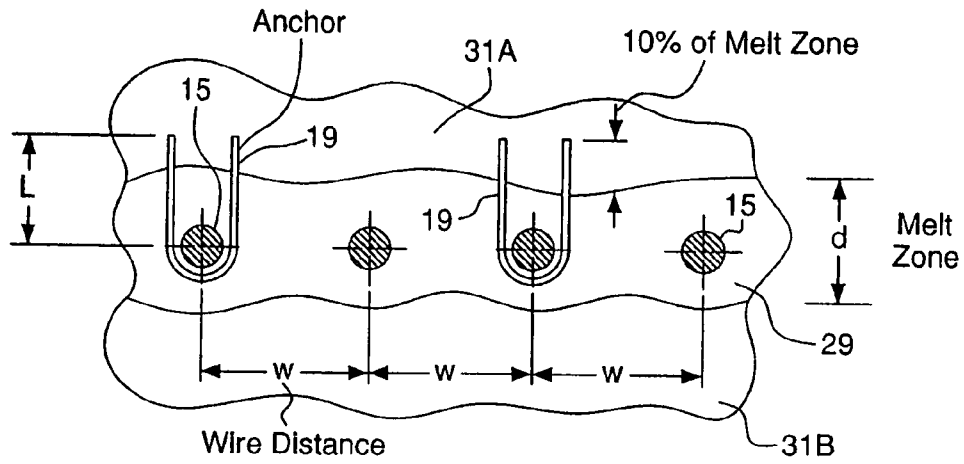 Anchor
10% of Melt Zone
31A
15
19
L
19
15
d
Melt
Zone
29
w
w
w
Wire Distance
31B